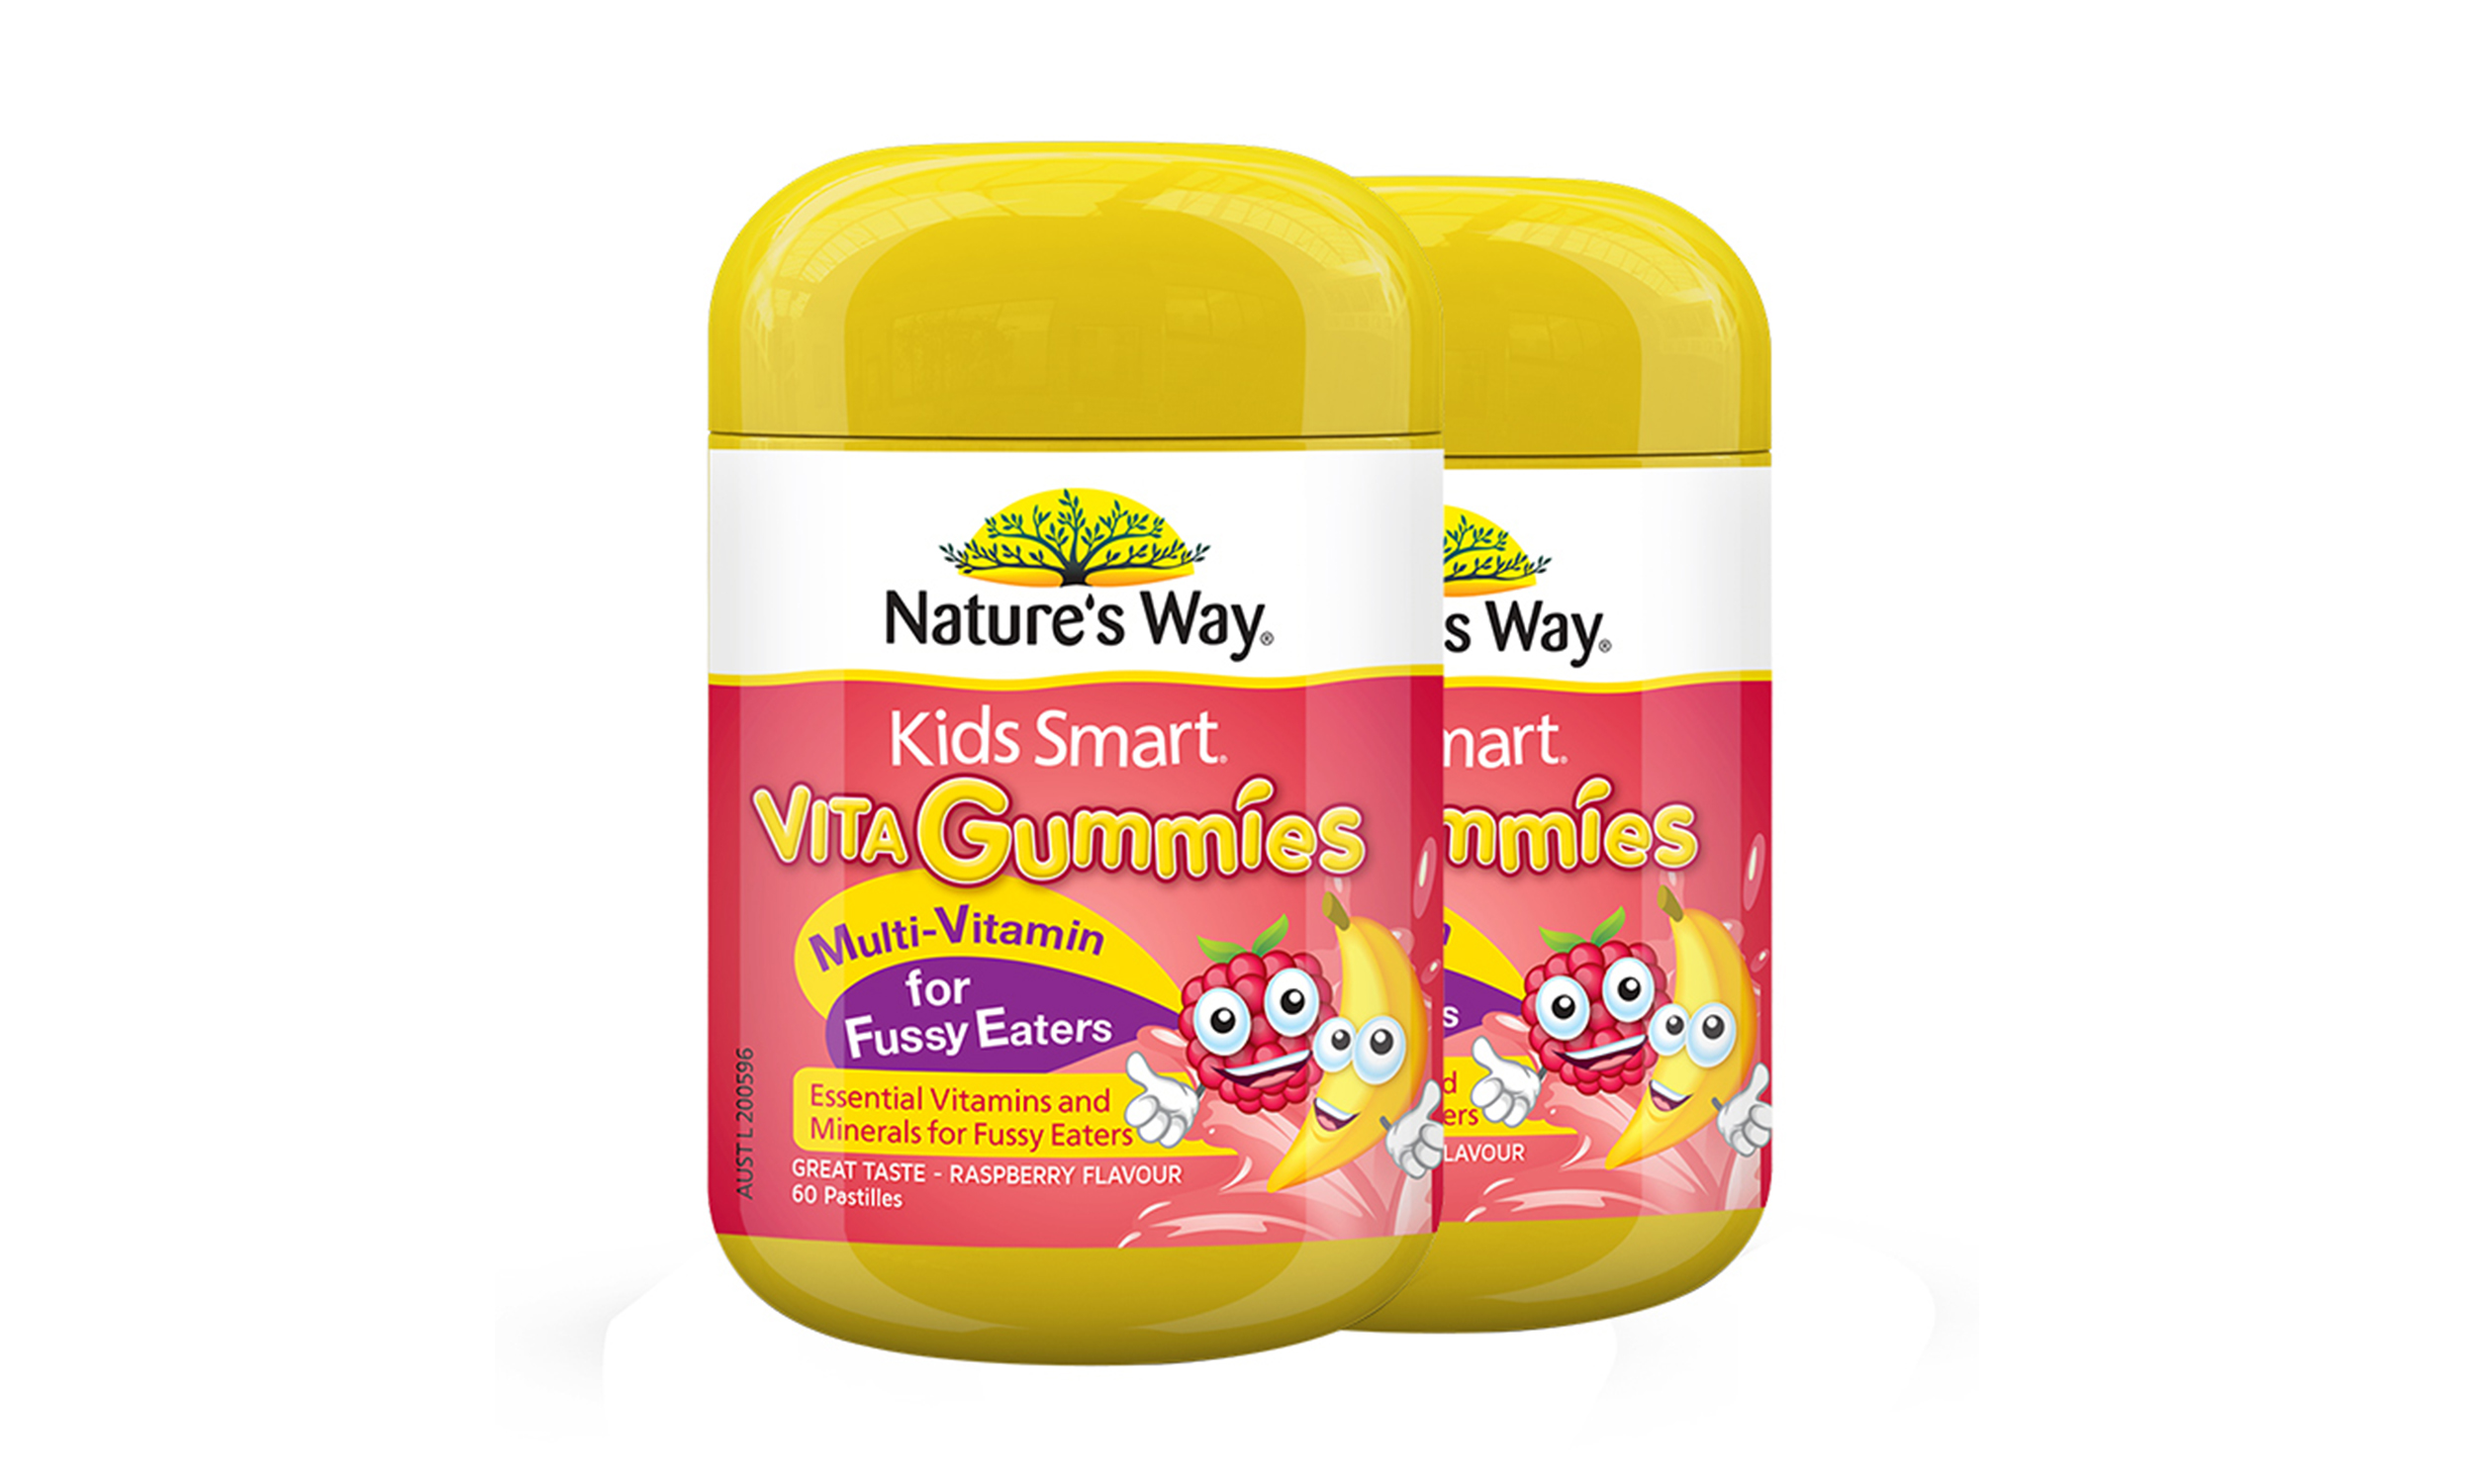 Nature's Way®
Kids Smart®
VITA GUMMIES
Multi-Vitamin
for
Fussy Eaters
Essential Vitamins and
Minerals for Fussy Eaters
GREAT TASTE - RASPBERRY FLAVOUR
60 Pastilles
AUST L 200596
s Way®
mart®
mmies
s
d
ers
LAVOUR